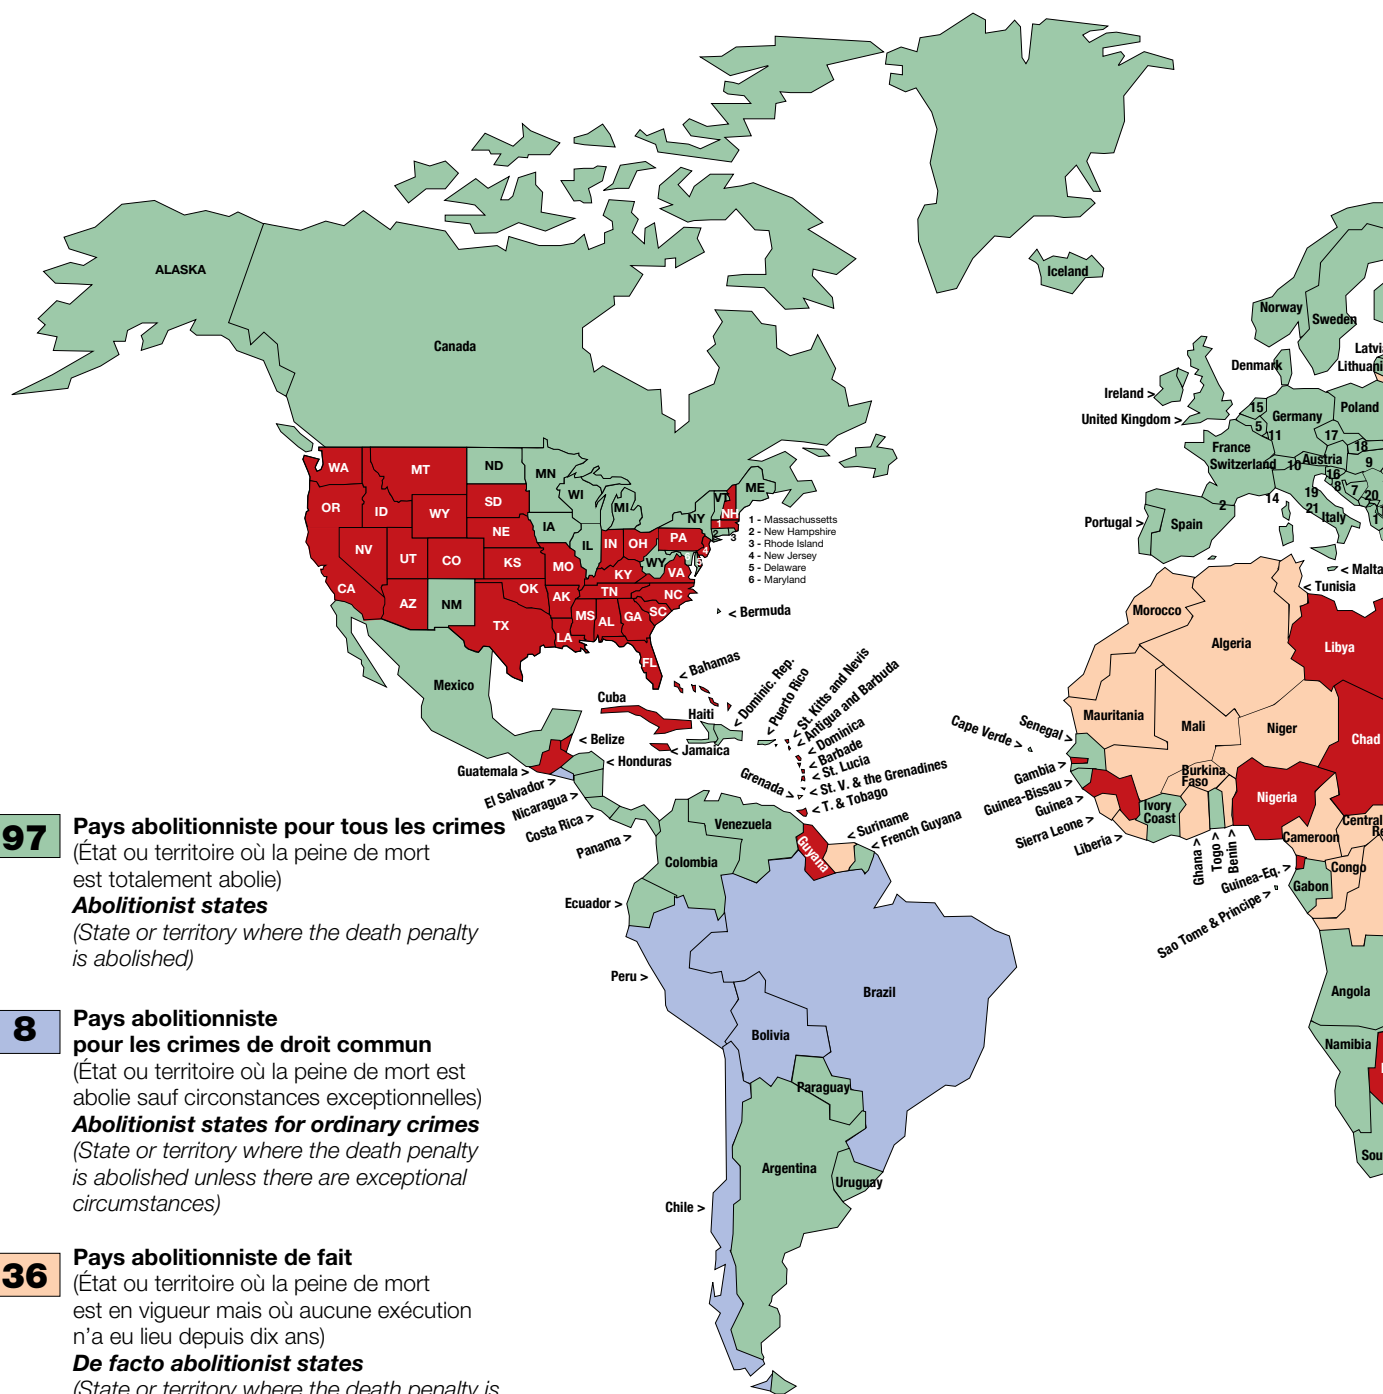 ALASKA
Canada
Iceland
Norway
Sweden
Denmark
Ireland >
United Kingdom >
15
Germany
Poland
5
11
17
18
France
Switzerland
10
Austria
9
16
8
7
20
14
19
21
Italy
2
Portugal >
Spain
< Malta
< Tunisia
WA
MT
ND
MN
OR
ID
WY
SD
WI
MI
NY
VT
NH
ME
NE
IA
IL
IN
OH
PA
1
2
3
4
5
NV
UT
CO
KS
MO
KY
WY
VA
CA
AZ
NM
OK
AK
TN
NC
TX
LA
MS
AL
GA
SC
FL
1 - Massachussetts
2 - New Hampshire
3 - Rhode Island
4 - New Jersey
5 - Delaware
6 - Maryland
< Bermuda
Mexico
< Bahamas
Cuba
Haiti
< Dominic. Rep.
< Puerto Rico
< St. Kitts and Nevis
< Antigua and Barbuda
< Dominica
< Barbade
< St. Lucia
< St. V. & the Grenadines
< T. & Tobago
Grenada >
< Jamaica
< Belize
< Honduras
Guatemala >
El Salvador >
Nicaragua >
Costa Rica >
Panama >
Venezuela
Colombia
Guyana
< Suriname
< French Guyana
Ecuador >
Peru >
Brazil
Bolivia
Paraguay
Argentina
Uruguay
Chile >
Morocco
Algeria
Libya
Mauritania
Mali
Niger
Chad
Cape Verde >
Senegal >
Gambia >
Guinea-Bissau >
Guinea >
Sierra Leone >
Liberia >
Ivory
Coast
Burkina
Faso
Ghana >
Togo >
Benin >
Nigeria
Cameroon
Central
Guinea-Eq. >
Sao Tome & Principe >
Gabon
Congo
Angola
Namibia
97
Pays abolitionniste pour tous les crimes
(État ou territoire où la peine de mort
est totalement abolie)
Abolitionist states
(State or territory where the death penalty
is abolished)
8
Pays abolitionniste
pour les crimes de droit commun
(État ou territoire où la peine de mort est
abolie sauf circonstances exceptionnelles)
Abolitionist states for ordinary crimes
(State or territory where the death penalty
is abolished unless there are exceptional
circumstances)
36
Pays abolitionniste de fait
(État ou territoire où la peine de mort
est en vigueur mais où aucune exécution
n'a eu lieu depuis dix ans)
De facto abolitionist states
(State or territory where the death penalty is